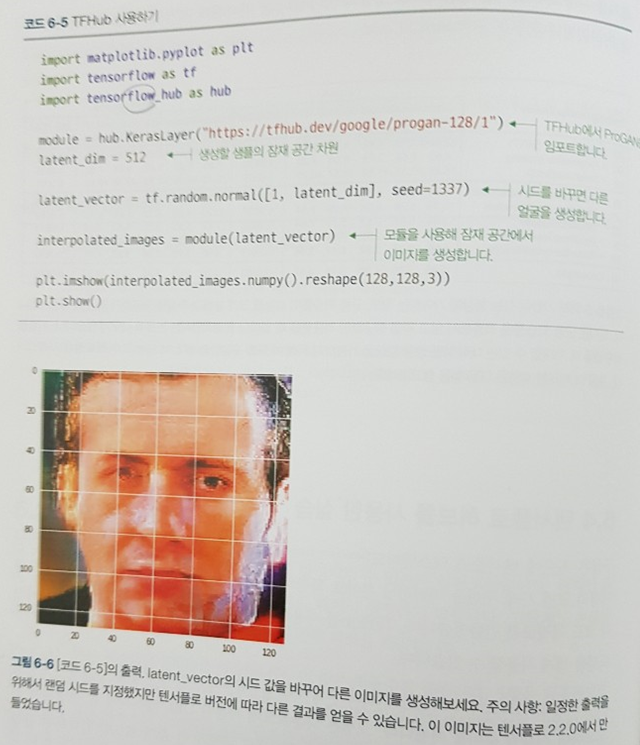 코드 6-5 TFHub 사용하기
import matplotlib.pyplot as plt
import tensorflow as tf
import tensorflow_hub as hub
module = hub.KerasLayer("https://tfhub.dev/google/progan-128/1") TFHub에서 ProGAN
임포트합니다.
latent_dim = 512 생성할 샘플의 잠재 공간 차원
latent_vector = tf.random.normal([1, latent_dim], seed=1337) 시드를 바꾸면 다른
얼굴을 생성합니다.
interpolated_images = module(latent_vector) 모듈을 사용해 잠재 공간에서
이미지를 생성합니다.
plt.imshow(interpolated_images.numpy().reshape(128,128,3))
plt.show()
0
20
40
60
80
100
120
0 20 40 60 80 100 120
그림 6-6 [코드 6-5]의 출력. latent_vector의 시드 값을 바꾸어 다른 이미지를 생성해보세요. 주의 사항: 일정한 출력을
위해서 랜덤 시드를 지정했지만 텐서플로 버전에 따라 다른 결과를 얻을 수 있습니다. 이 이미지는 텐서플로 2.2.0에서 만
들었습니다.